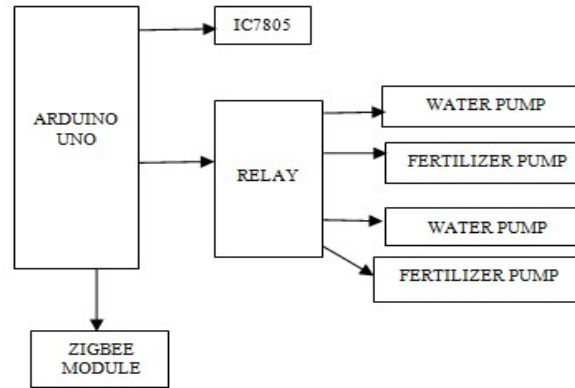 IC7805
ARDUINO
UNO
WATER PUMP
FERTILIZER PUMP
RELAY
WATER PUMP
FERTILIZER PUMP
ZIGBEE
MODULE